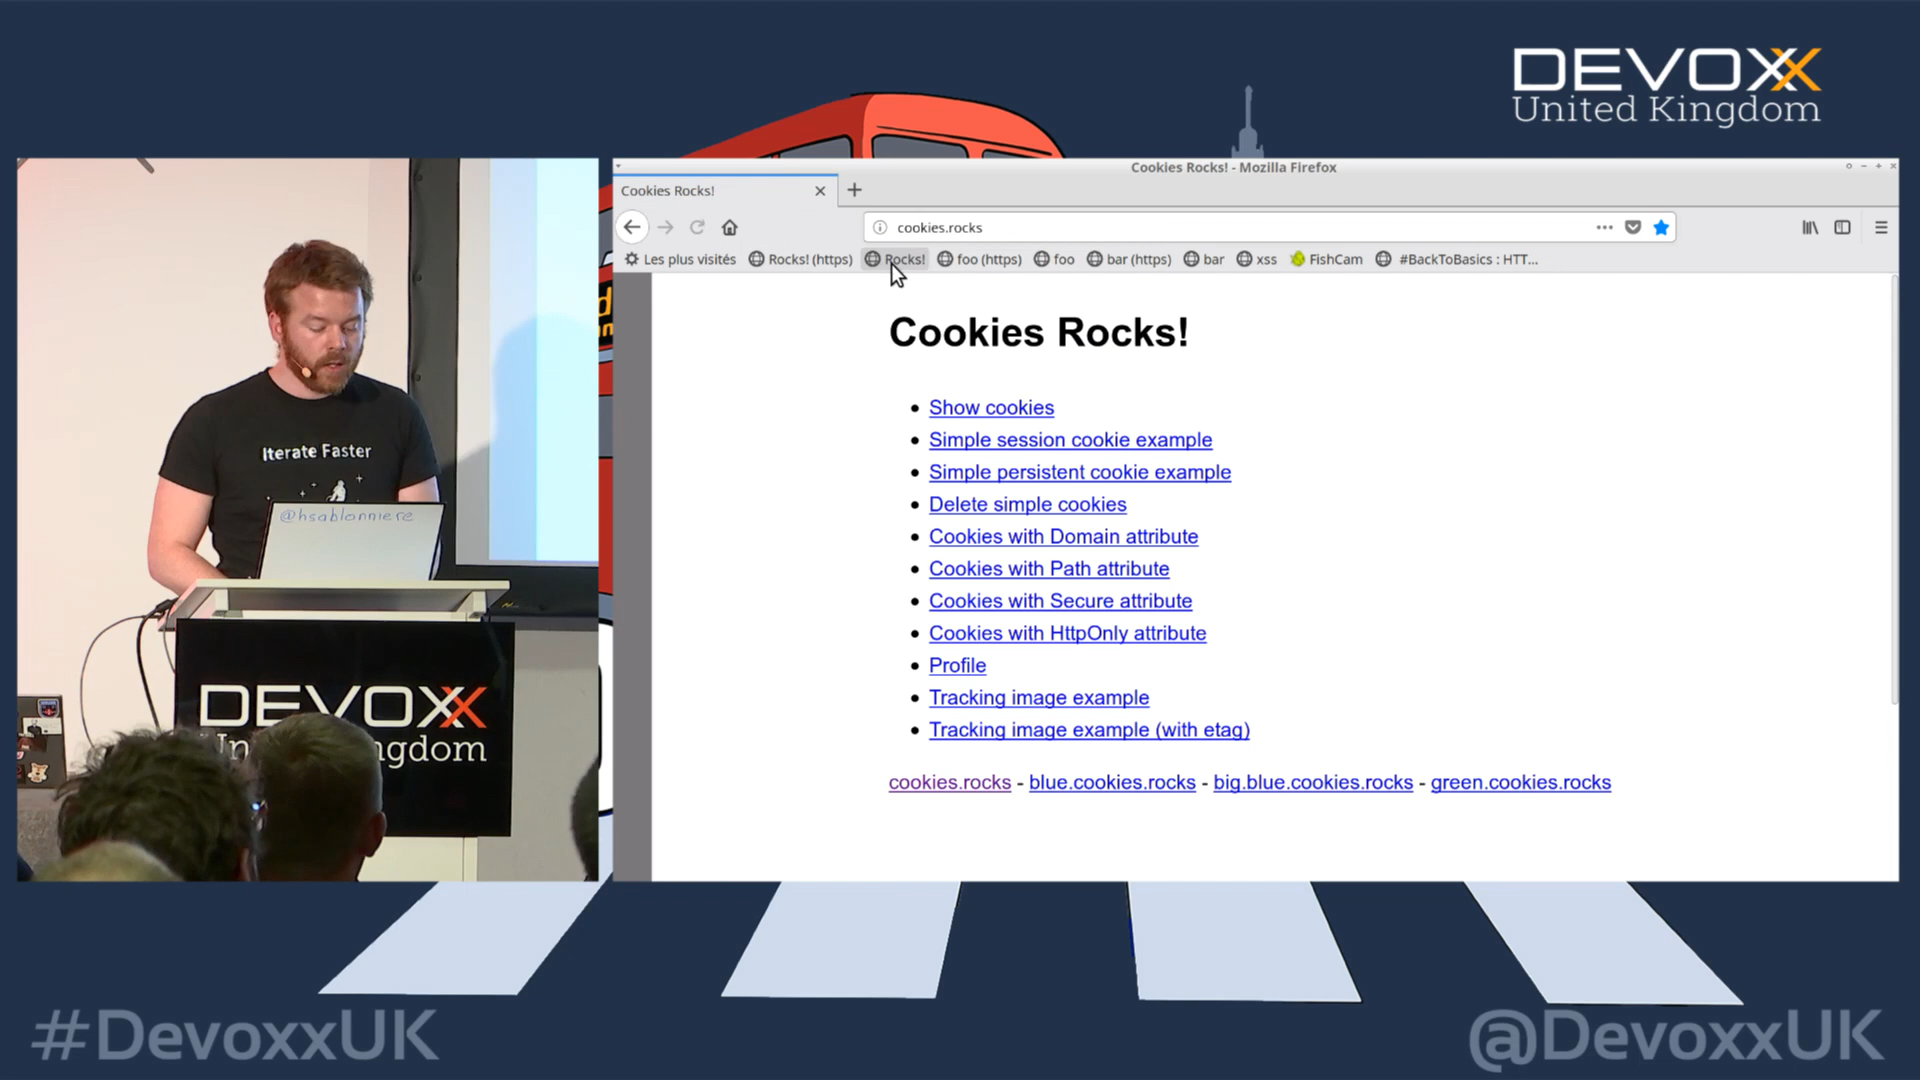 DEVOXX
United Kingdom
Cookies Rocks! - Mozilla Firefox
Cookies Rocks!
cookies.rocks
Les plus visités Rocks! (https) Rocks! foo (https) foo bar (https) bar xss FishCam #BackToBasics : HTT...
Cookies Rocks!
Show cookies
Simple session cookie example
Simple persistent cookie example
Delete simple cookies
Cookies with Domain attribute
Cookies with Path attribute
Cookies with Secure attribute
Cookies with HttpOnly attribute
Profile
Tracking image example
Tracking image example (with etag)
cookies.rocks - blue.cookies.rocks - big.blue.cookies.rocks - green.cookies.rocks
Iterate Faster
@hsablonniere
DEVOXX
#DevoxxUK
@DevoxxUK